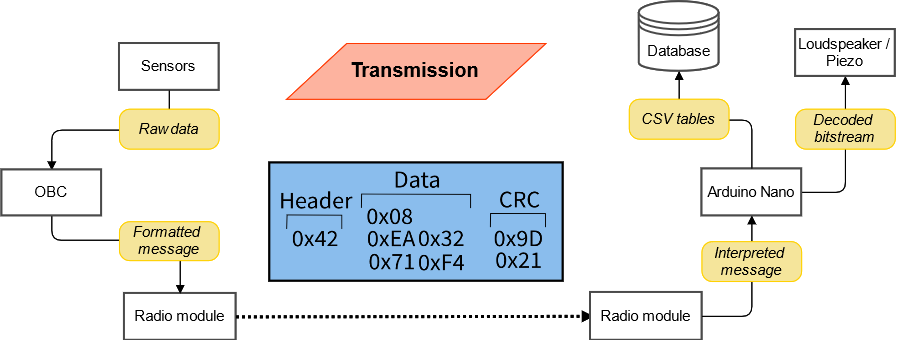 Sensors
Raw data
OBC
Formatted
message
Radio module
Transmission
Header
Data
CRC
0x42
0x08
0xEA 0x32
0x71 0xF4
0x9D
0x21
Radio module
Interpreted
message
Arduino Nano
CSV tables
Database
Decoded
bitstream
Loudspeaker /
Piezo